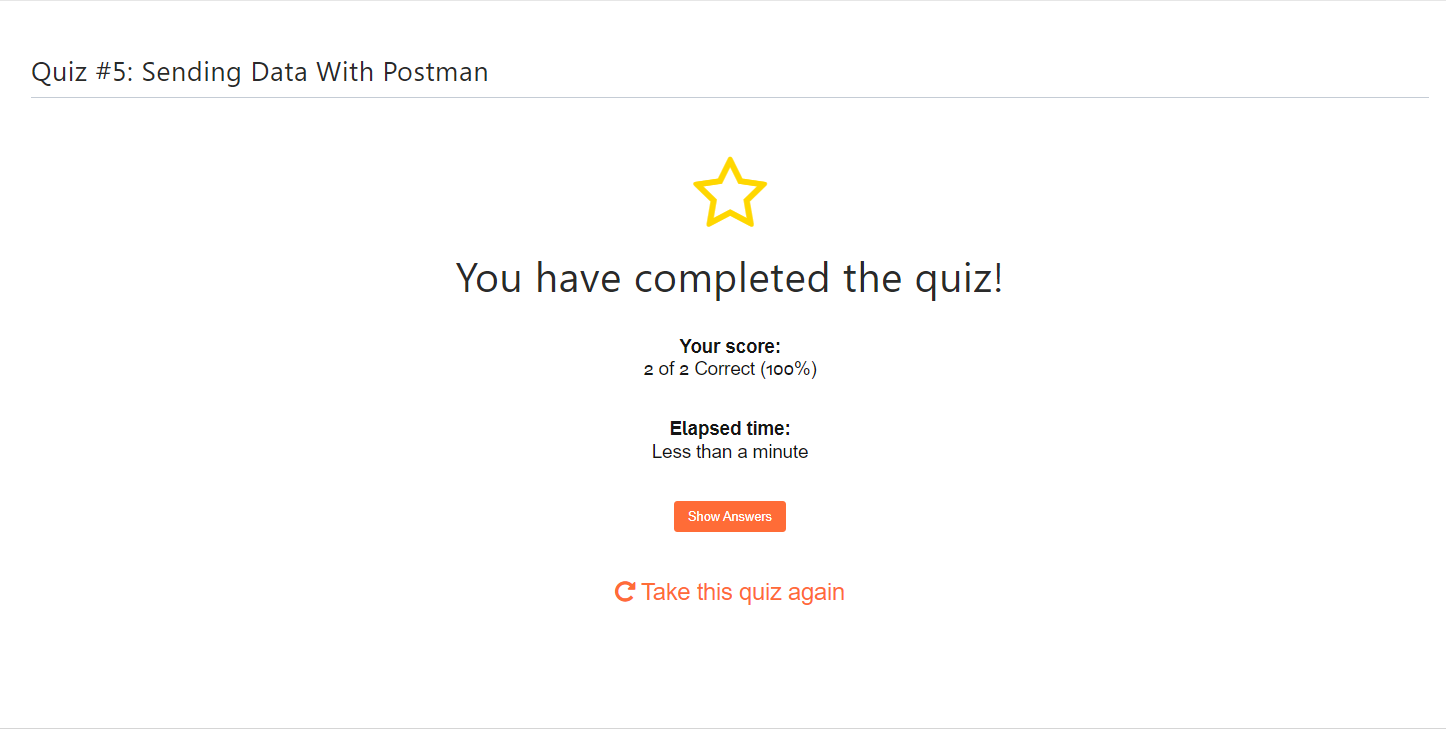 Quiz #5: Sending Data With Postman
You have completed the quiz!
Your score:
2 of 2 Correct (100%)
Elapsed time:
Less than a minute
Show Answers
Take this quiz again